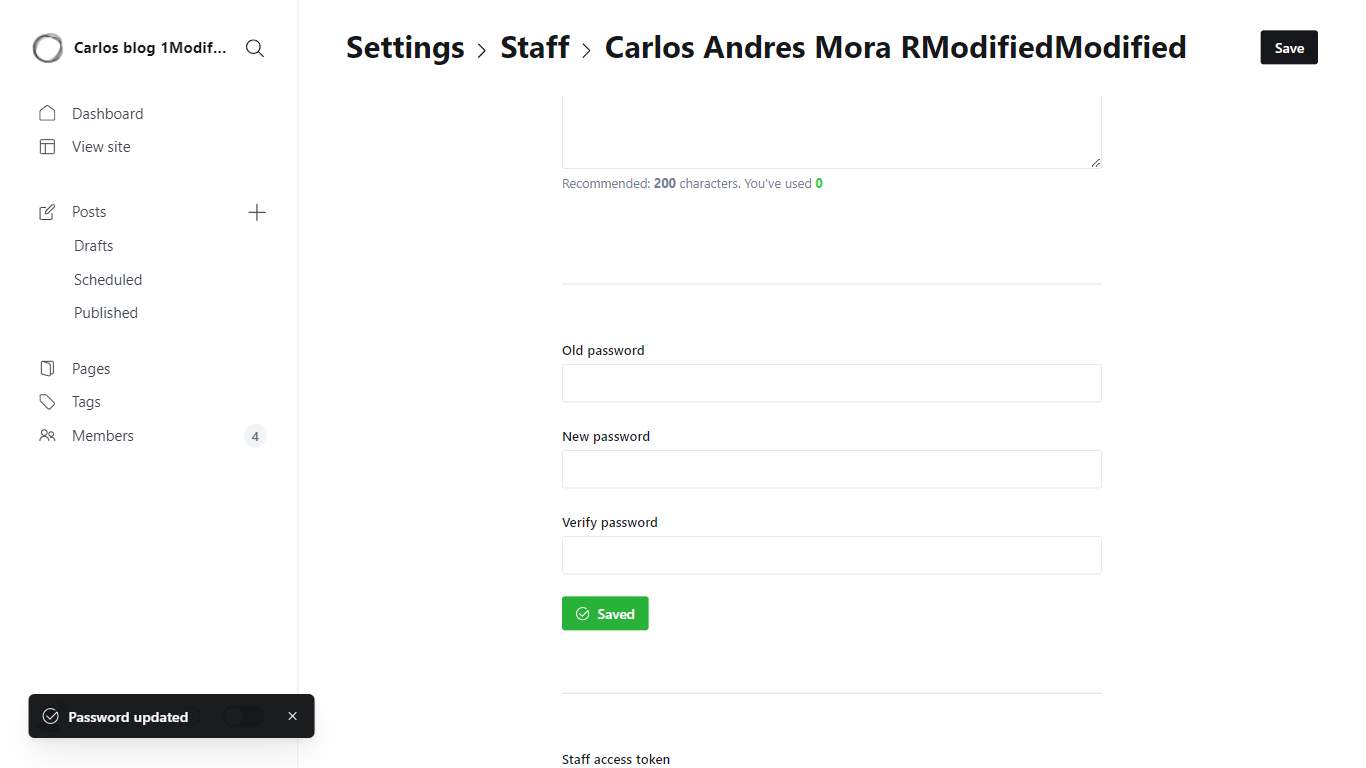 Carlos blog 1Modif...
Settings > Staff > Carlos Andres Mora RModifiedModified
Save
Dashboard
View site
Posts
Drafts
Scheduled
Published
Pages
Tags
Members
4
Recommended: 200 characters. You've used 0
Old password
New password
Verify password
Saved
Staff access token
Password updated